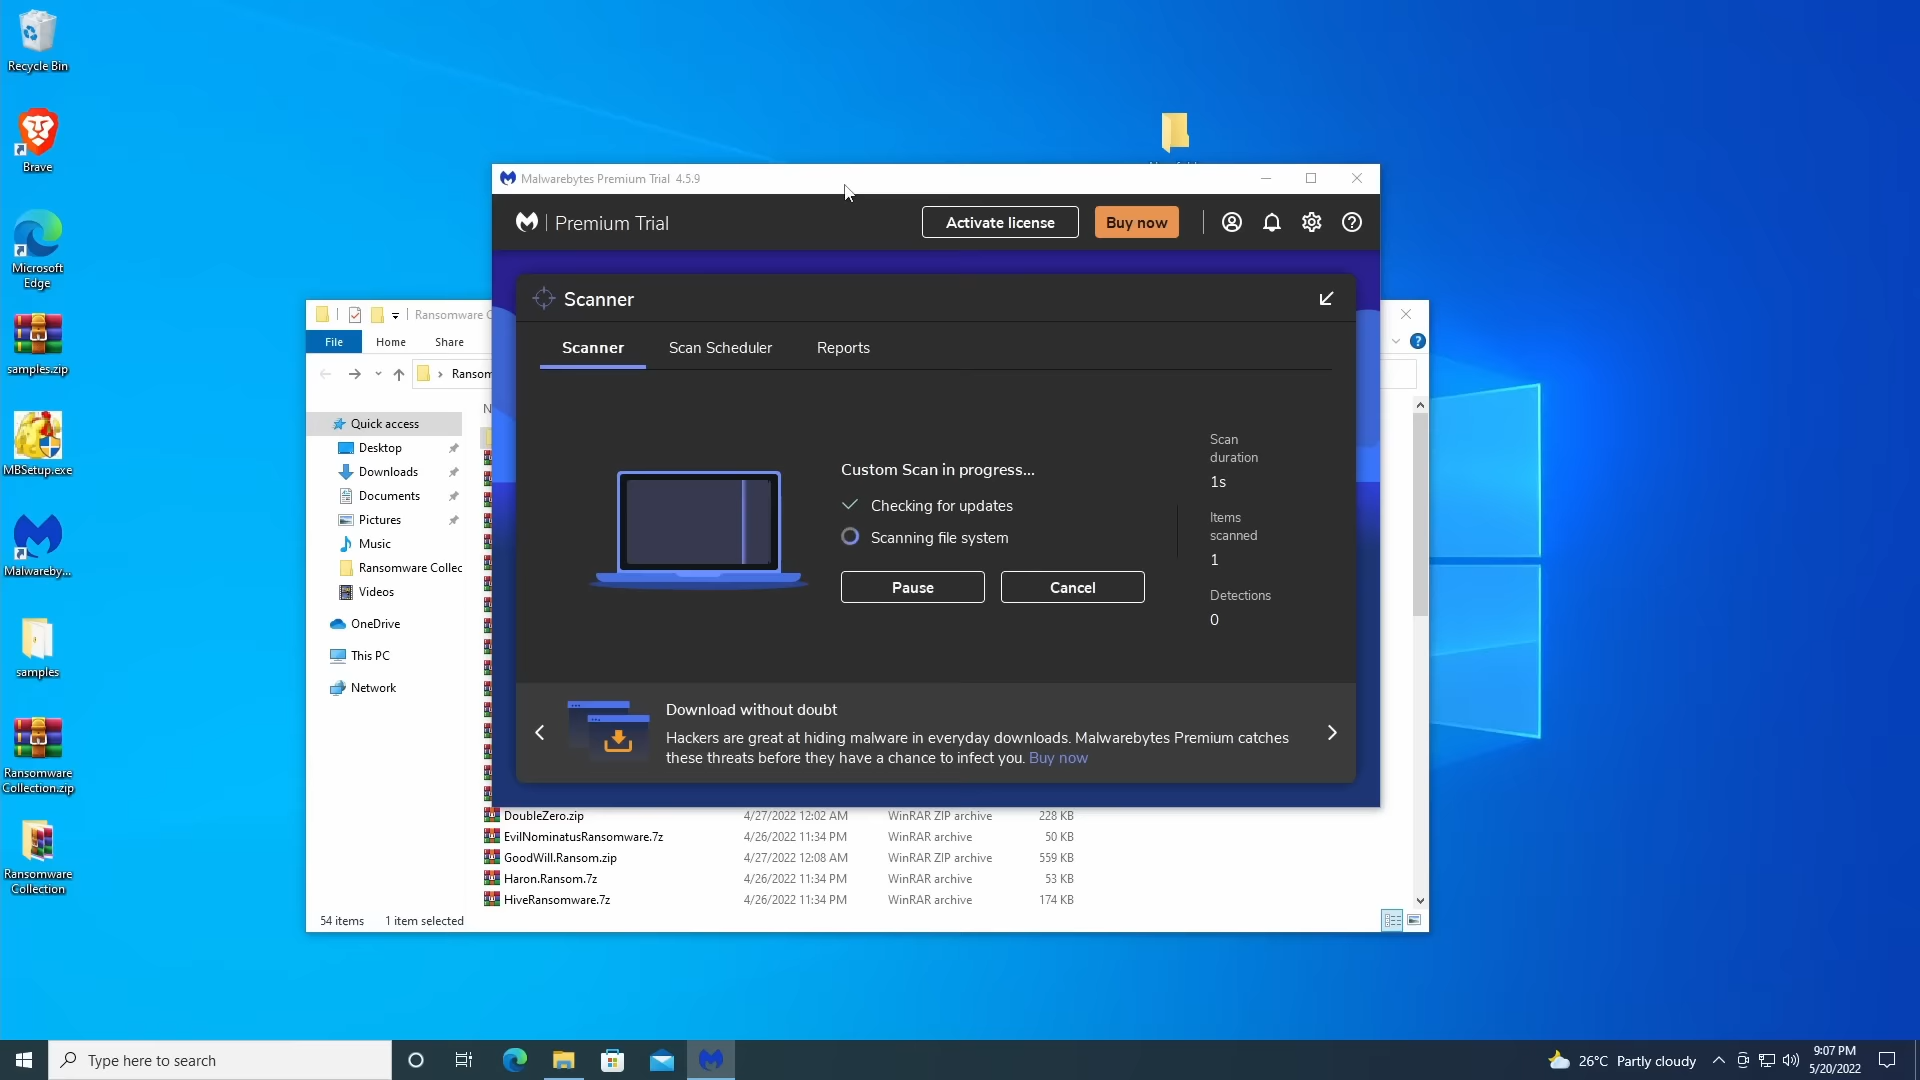 Recycle Bin
Brave
Microsoft
Edge
samples.zip
MBSetup.exe
Malwareby...
samples
Ransomware
Collection.zip
Ransomware
Collection
Malwarebytes Premium Trial 4.5.9
Premium Trial
Activate license
Buy now
Scanner
Scanner
Scan Scheduler
Reports
Custom Scan in progress...
Checking for updates
Scanning file system
Pause
Cancel
Scan
duration
1s
Items
scanned
1
Detections
0
Download without doubt
Hackers are great at hiding malware in everyday downloads. Malwarebytes Premium catches
these threats before they have a chance to infect you. Buy now
Ransomware C
File
Home
Share
Ransom
Quick access
Desktop
Downloads
Documents
Pictures
Music
Ransomware Collec
Videos
OneDrive
This PC
Network
DoubleZero.zip 4/27/2022 12:02 AM WinRAR ZIP archive 228 KB
EvilNominatusRansomware.7z 4/26/2022 11:34 PM WinRAR archive 50 KB
GoodWill.Ransom.zip 4/27/2022 12:08 AM WinRAR ZIP archive 559 KB
Haron.Ransom.7z 4/26/2022 11:34 PM WinRAR archive 53 KB
HiveRansomware.7z 4/26/2022 11:34 PM WinRAR archive 174 KB
54 items 1 item selected
Type here to search
26°C Partly cloudy
9:07 PM
5/20/2022